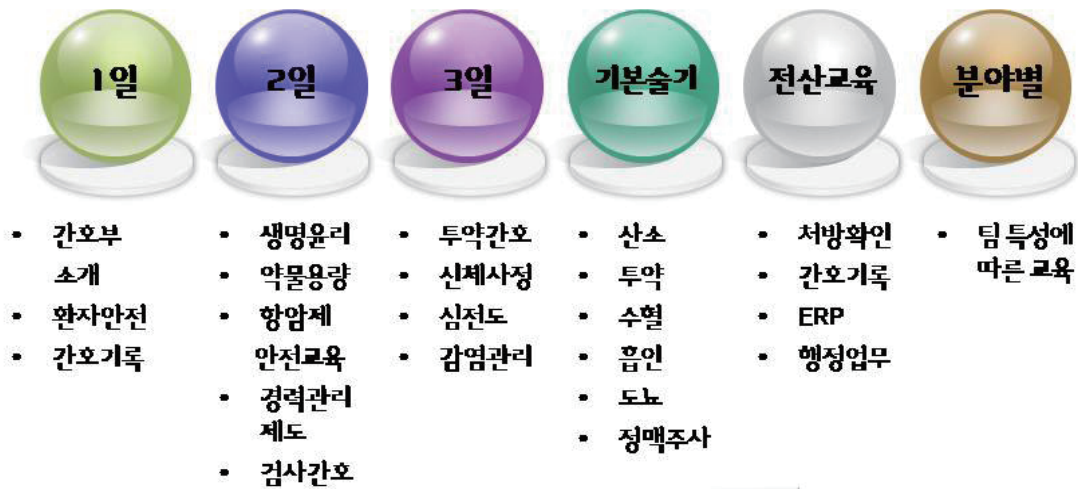 1일
2일
3일
기본술기
전산교육
분야별
• 간호부
소개
• 환자안전
• 간호기록
• 생명윤리
• 약물용량
• 항암제
안전교육
• 경력관리
제도
• 검사간호
• 투약간호
• 신체사정
• 심전도
• 감염관리
• 산소
• 투약
• 수혈
• 흡인
• 도뇨
• 정맥주사
• 처방확인
• 간호기록
• ERP
• 행정업무
• 팀 특성에
따른 교육